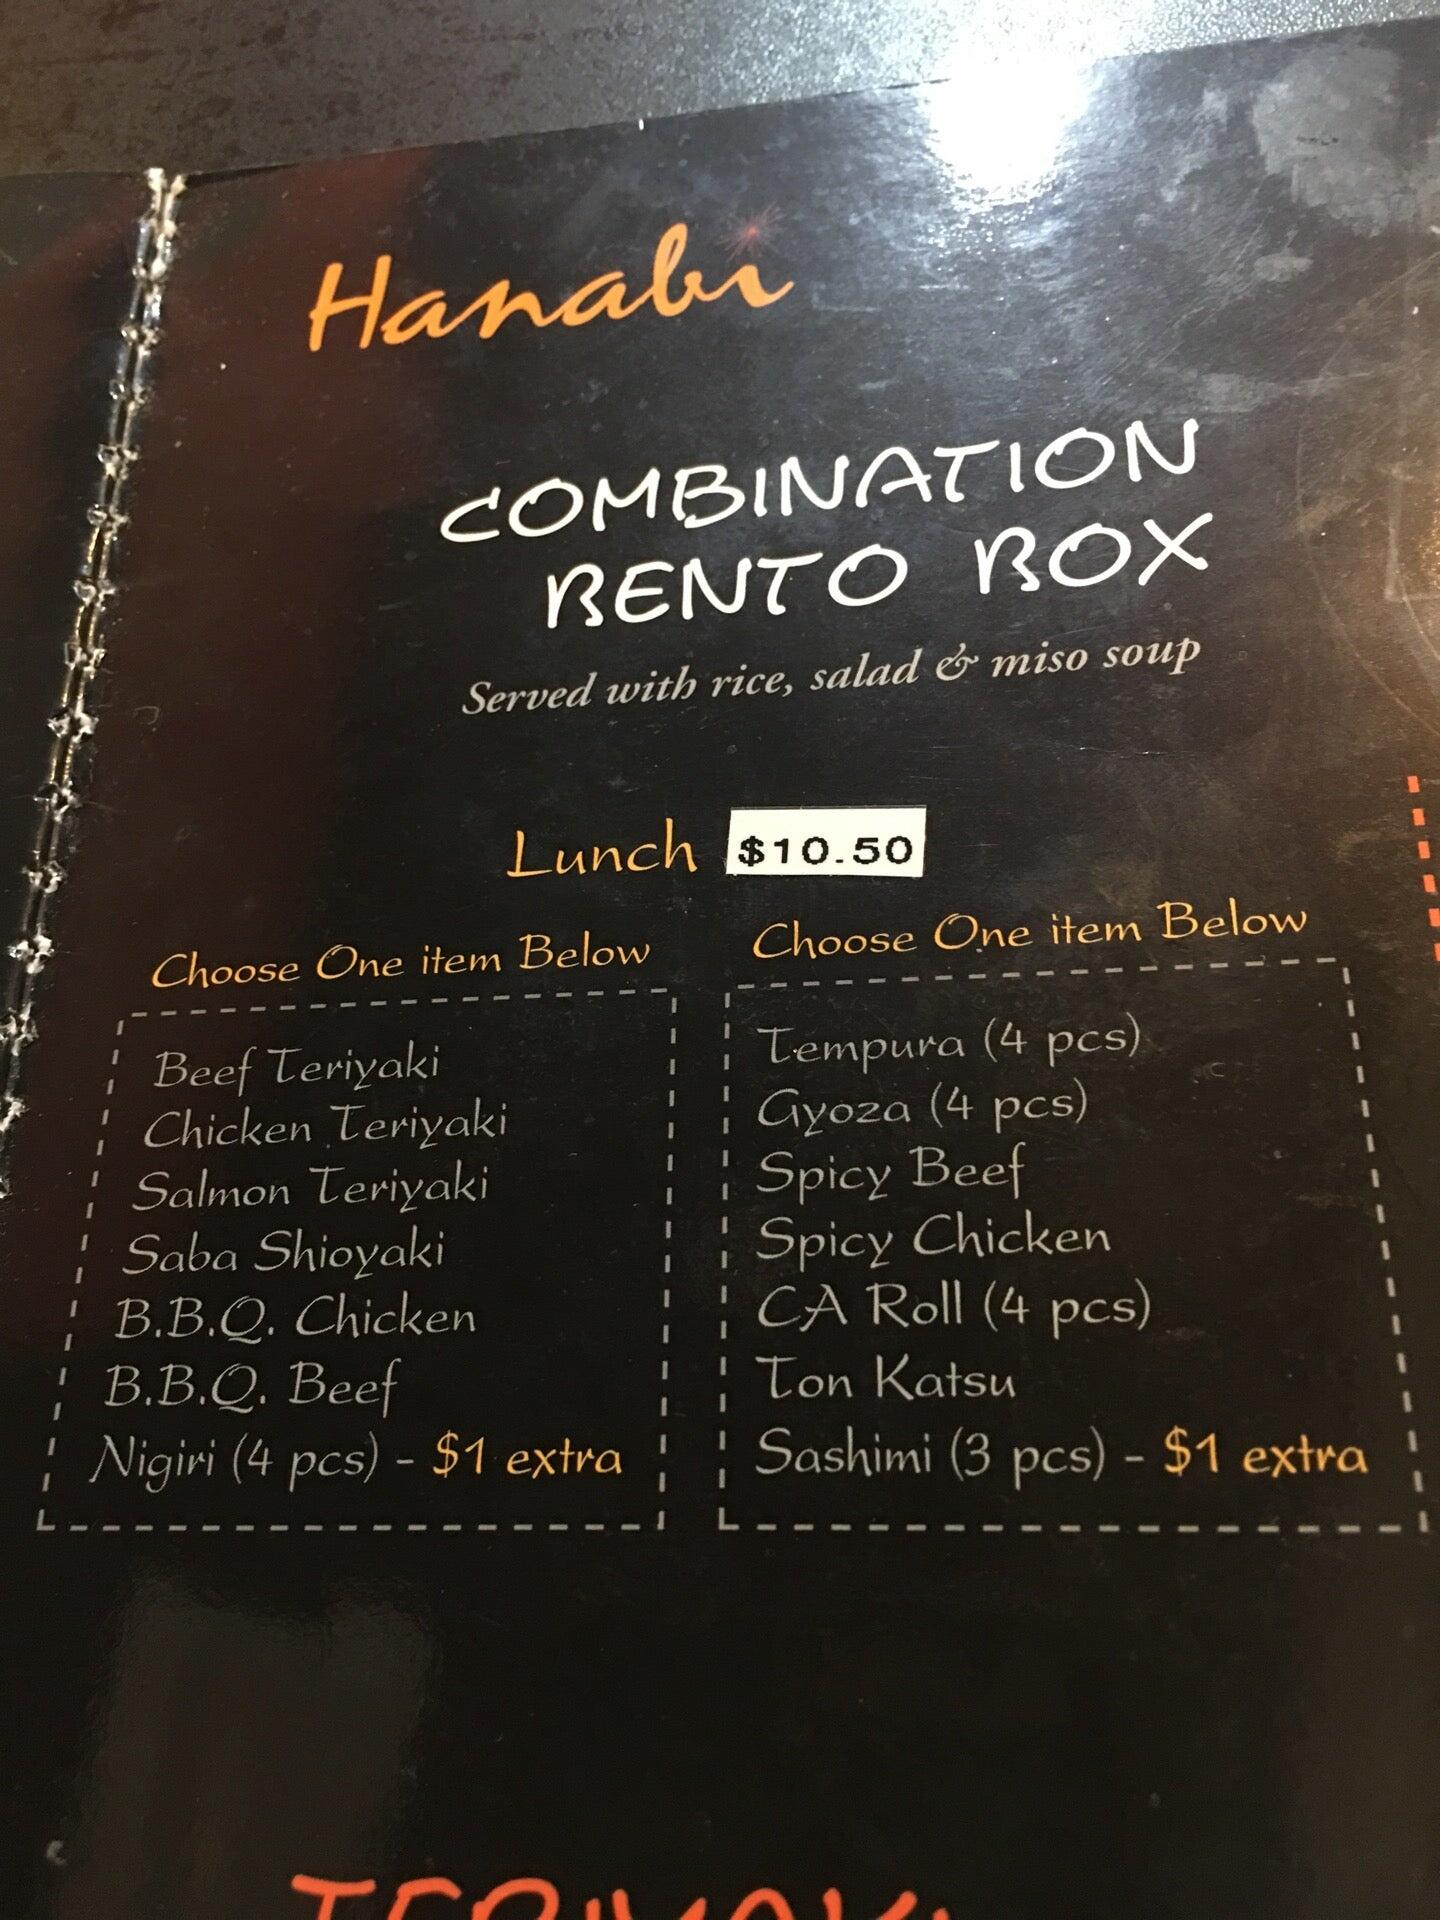 Hanabi
COMBINATION
BENTO BOX
Served with rice, salad & miso soup
Lunch $10.50
Choose One item Below
Beef Teriyaki
Chicken Teriyaki
Salmon Teriyaki
Saba Shioyaki
B.B.Q. Chicken
B.B.Q. Beef
Nigiri (4 pcs) - $1 extra
Choose One item Below
Tempura (4 pcs)
Gyoza (4 pcs)
Spicy Beef
Spicy Chicken
CA Roll (4 pcs)
Ton Katsu
Sashimi (3 pcs) - $1 extra
TERIYAKI